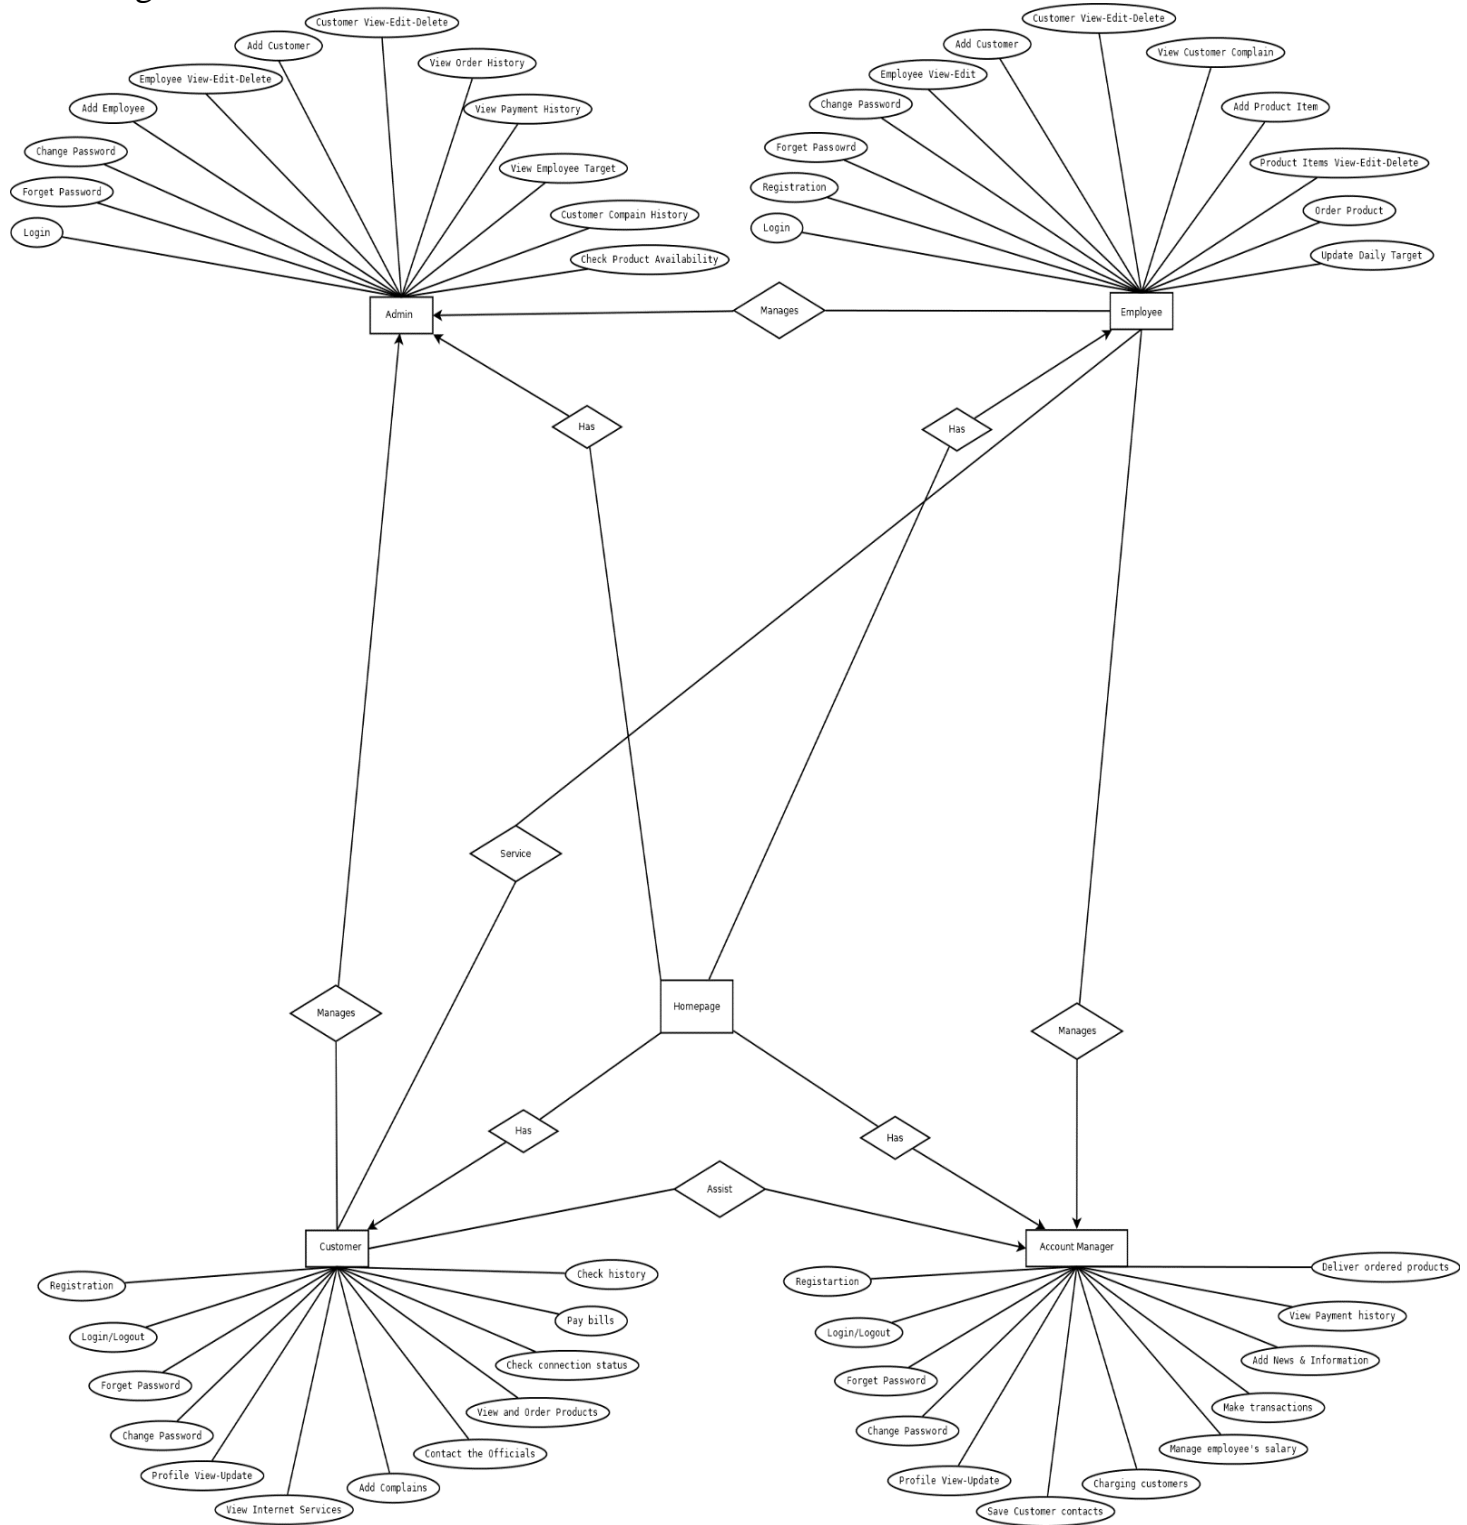 Customer View-Edit-Delete
Add Customer
View Order History
Employee View-Edit-Delete
View Payment History
Add Employee
Change Password
View Employee Target
Forget Password
Customer Compain History
Login
Check Product Availability
Admin
Customer View-Edit-Delete
Add Customer
View Customer Complain
Employee View-Edit
Change Password
Add Product Item
Forget Passowrd
Product Items View-Edit-Delete
Registration
Order Product
Login
Update Daily Target
Manages
Employee
Has
Has
Service
Homepage
Manages
Manages
Has
Has
Assist
Customer
Account Manager
Check history
Registration
Pay bills
Login/Logout
Check connection status
Forget Password
View and Order Products
Change Password
Contact the Officials
Profile View-Update
Add Complains
View Internet Services
Deliver ordered products
Registartion
View Payment history
Login/Logout
Add News & Information
Forget Password
Make transactions
Change Password
Manage employee's salary
Profile View-Update
Charging customers
Save Customer contacts